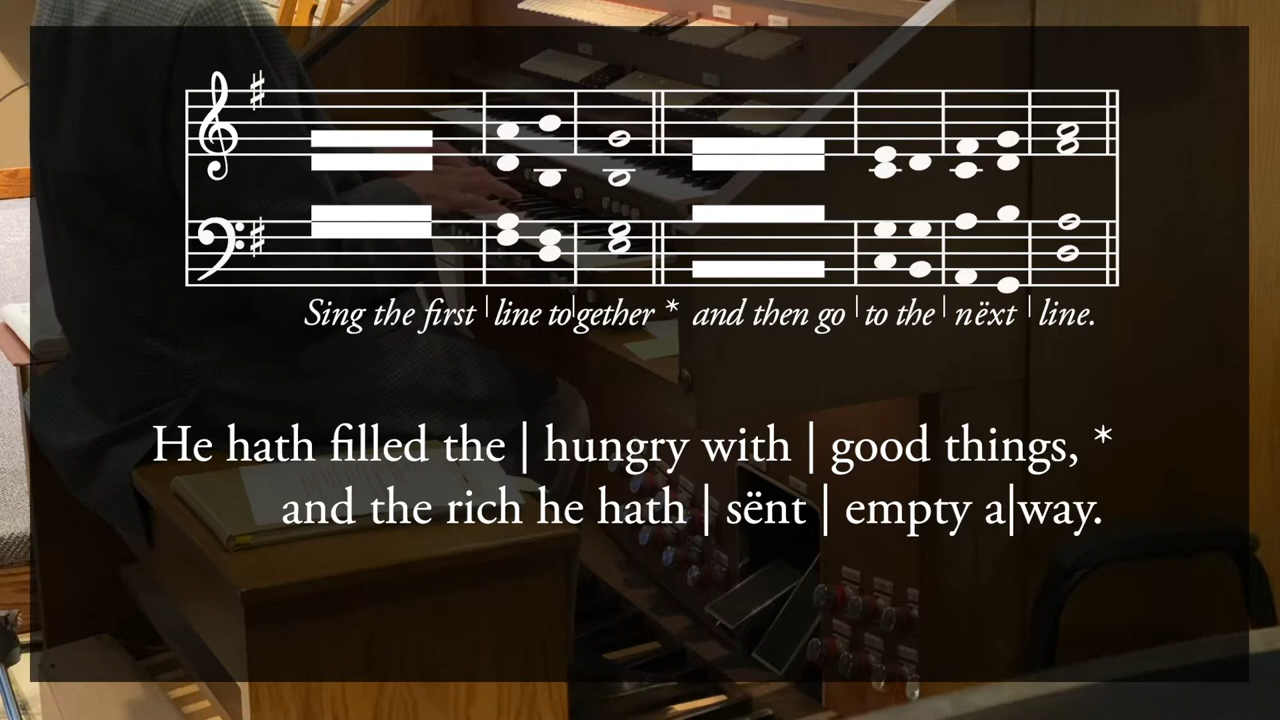 Sing the first | line to|gether * and then go | to the | nëxt | line.
He hath filled the | hungry with | good things, *
and the rich he hath | sënt | empty a|way.